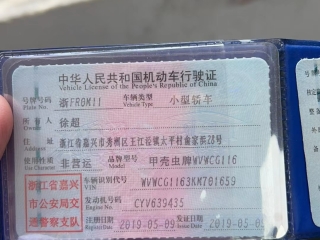 中华人民共和国机动车行驶证
Vehicle License of the People's Republic of China
号牌号码 浙FR0M11 车辆类型 小型轿车
Plate No. Vehicle Type
所有人 徐超
住址 浙江省嘉兴市秀洲区王江泾镇太平村俞家浜28号
使用性质 非营运 品牌型号 甲壳虫牌WVWCG116
浙江省嘉兴市公安局交通警察支队
车辆识别代号 WVWCG1163KM701659
VIN
发动机号码 CYV639435
Engine No.
注册日期 2019-05-09 发证日期 2019-05-09
Register Date Issue Date